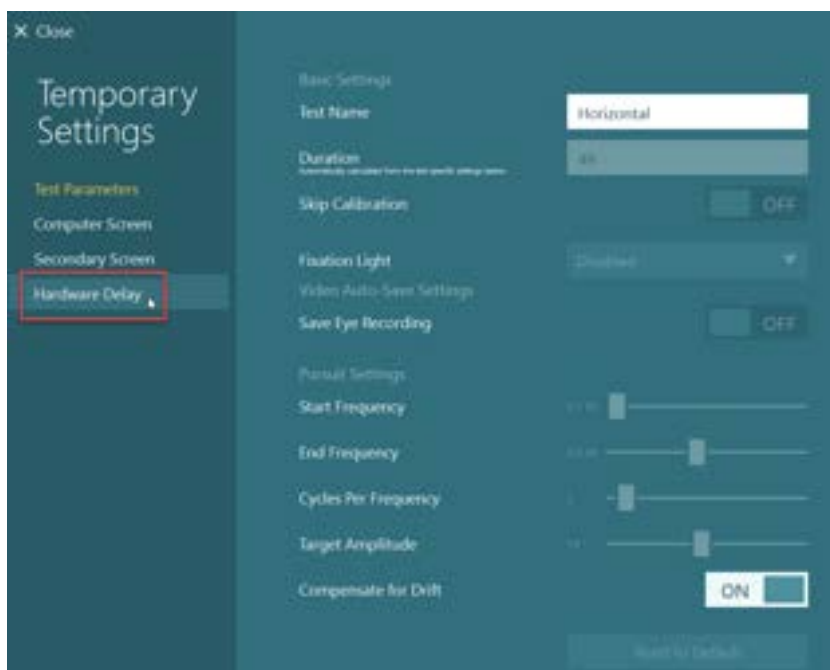 Close
Temporary
Settings
Test Parameters
Computer Screen
Secondary Screen
Hardware Delay
Basic Settings
Test Name
Horizontal
Duration
Skip Calibration
OFF
Fixation Light
Disabled
Video Auto-Save Settings
Save Eye Recording
OFF
Pursuit Settings
Start Frequency
End Frequency
Cycles Per Frequency
Target Amplitude
Compensate for Drift
ON
Reset to Default